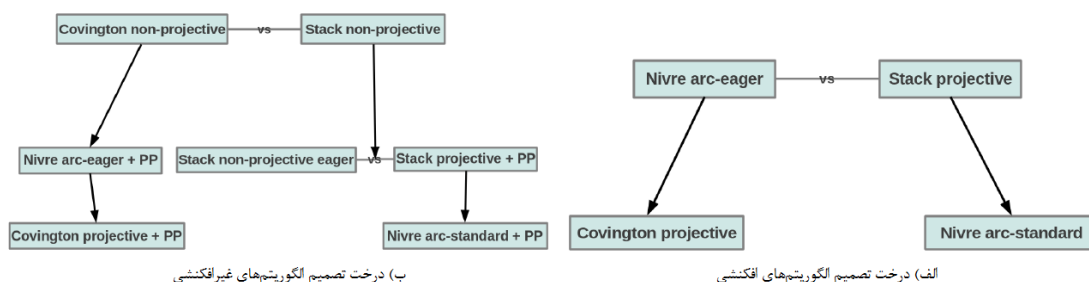 Covington non-projective vs Stack non-projective
Nivre arc-eager + PP
Stack non-projective eager vs Stack projective + PP
Covington projective + PP
Nivre arc-standard + PP
ب) درخت تصمیم الگوریتم‌های غیرافکنشی
Nivre arc-eager vs Stack projective
Covington projective
Nivre arc-standard
الف) درخت تصمیم الگوریتم‌های افکنشی